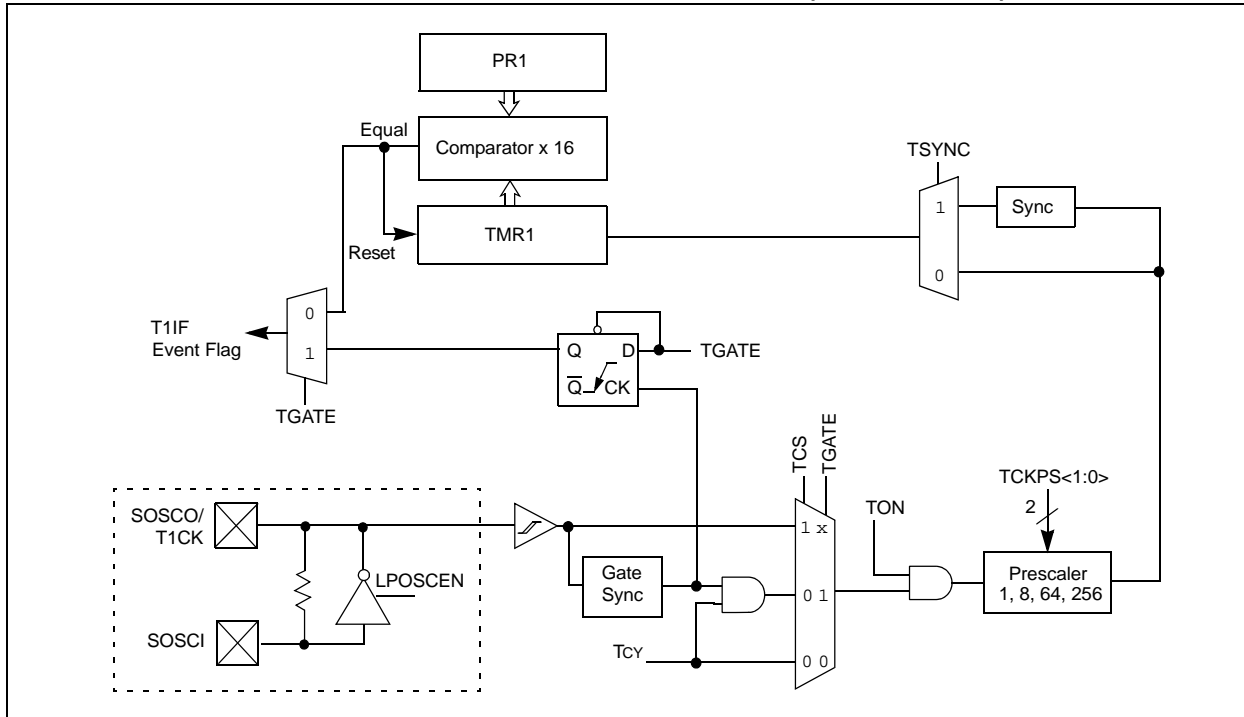 PR1
Equal
Comparator x 16
TSYNC
1
Sync
Reset
TMR1
0
0
T1IF
Event Flag
1
Q
D
TGATE
Q̅
CK
TGATE
TCS
TGATE
TCKPS<1:0>
SOSCO/
T1CK
1 x
TON
2
LPOSCEN
Gate
Sync
0 1
Prescaler
1, 8, 64, 256
SOSCI
TCY
0 0